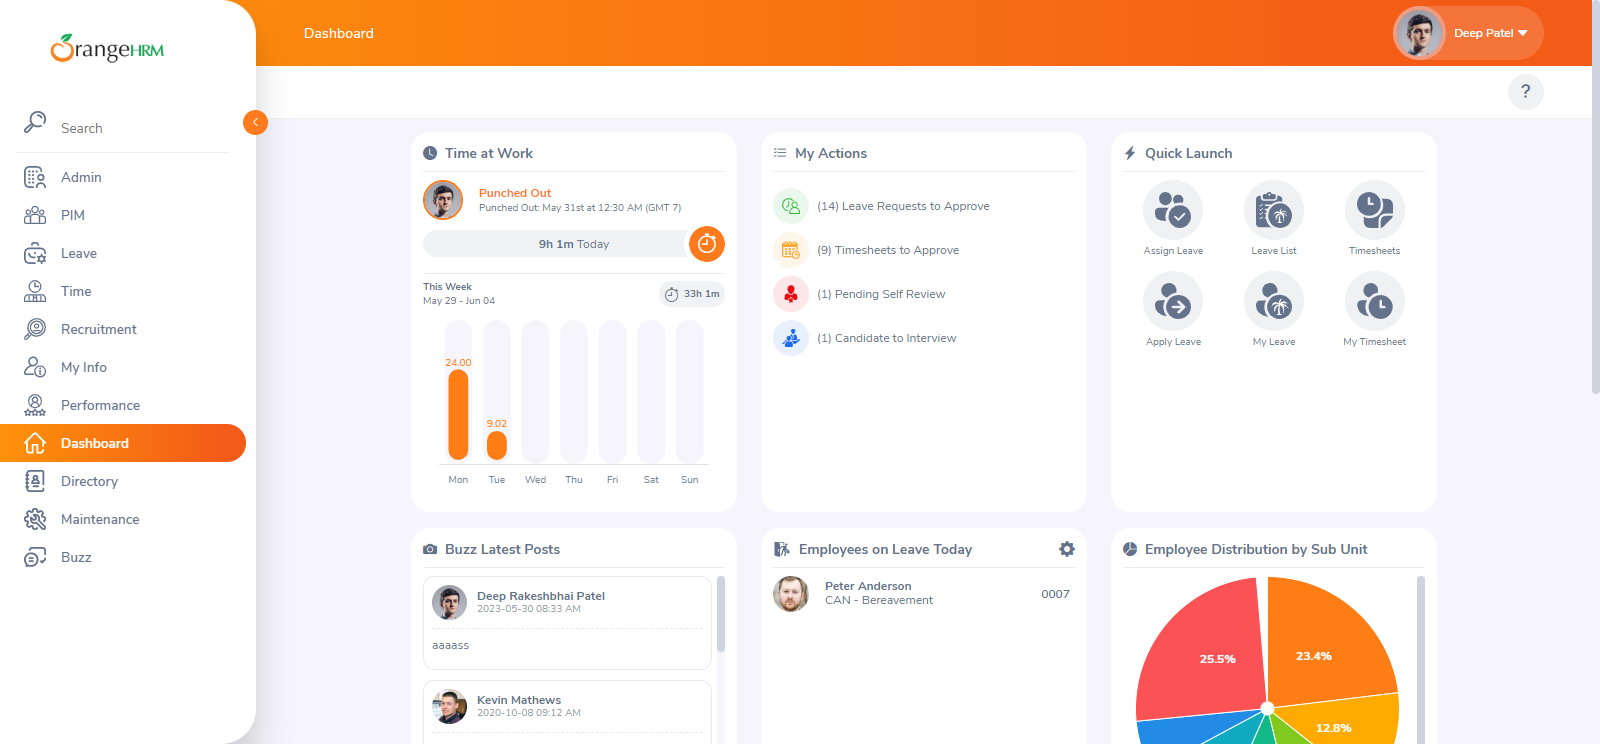 OrangeHRM
Dashboard
Deep Patel
?
Search
Admin
PIM
Leave
Time
Recruitment
My Info
Performance
Dashboard
Directory
Maintenance
Buzz
Time at Work
Punched Out
Punched Out: May 31st at 12:30 AM (GMT 7)
9h 1m Today
This Week
May 29 - Jun 04
33h 1m
24.00
9.02
Mon Tue Wed Thu Fri Sat Sun
My Actions
(14) Leave Requests to Approve
(9) Timesheets to Approve
(1) Pending Self Review
(1) Candidate to Interview
Quick Launch
Assign Leave Leave List Timesheets
Apply Leave My Leave My Timesheet
Buzz Latest Posts
Deep Rakeshbhai Patel
2023-05-30 08:33 AM
aaaass
Kevin Mathews
2020-10-08 09:12 AM
Employees on Leave Today
Peter Anderson
CAN - Bereavement
0007
Employee Distribution by Sub Unit
25.5%
23.4%
12.8%